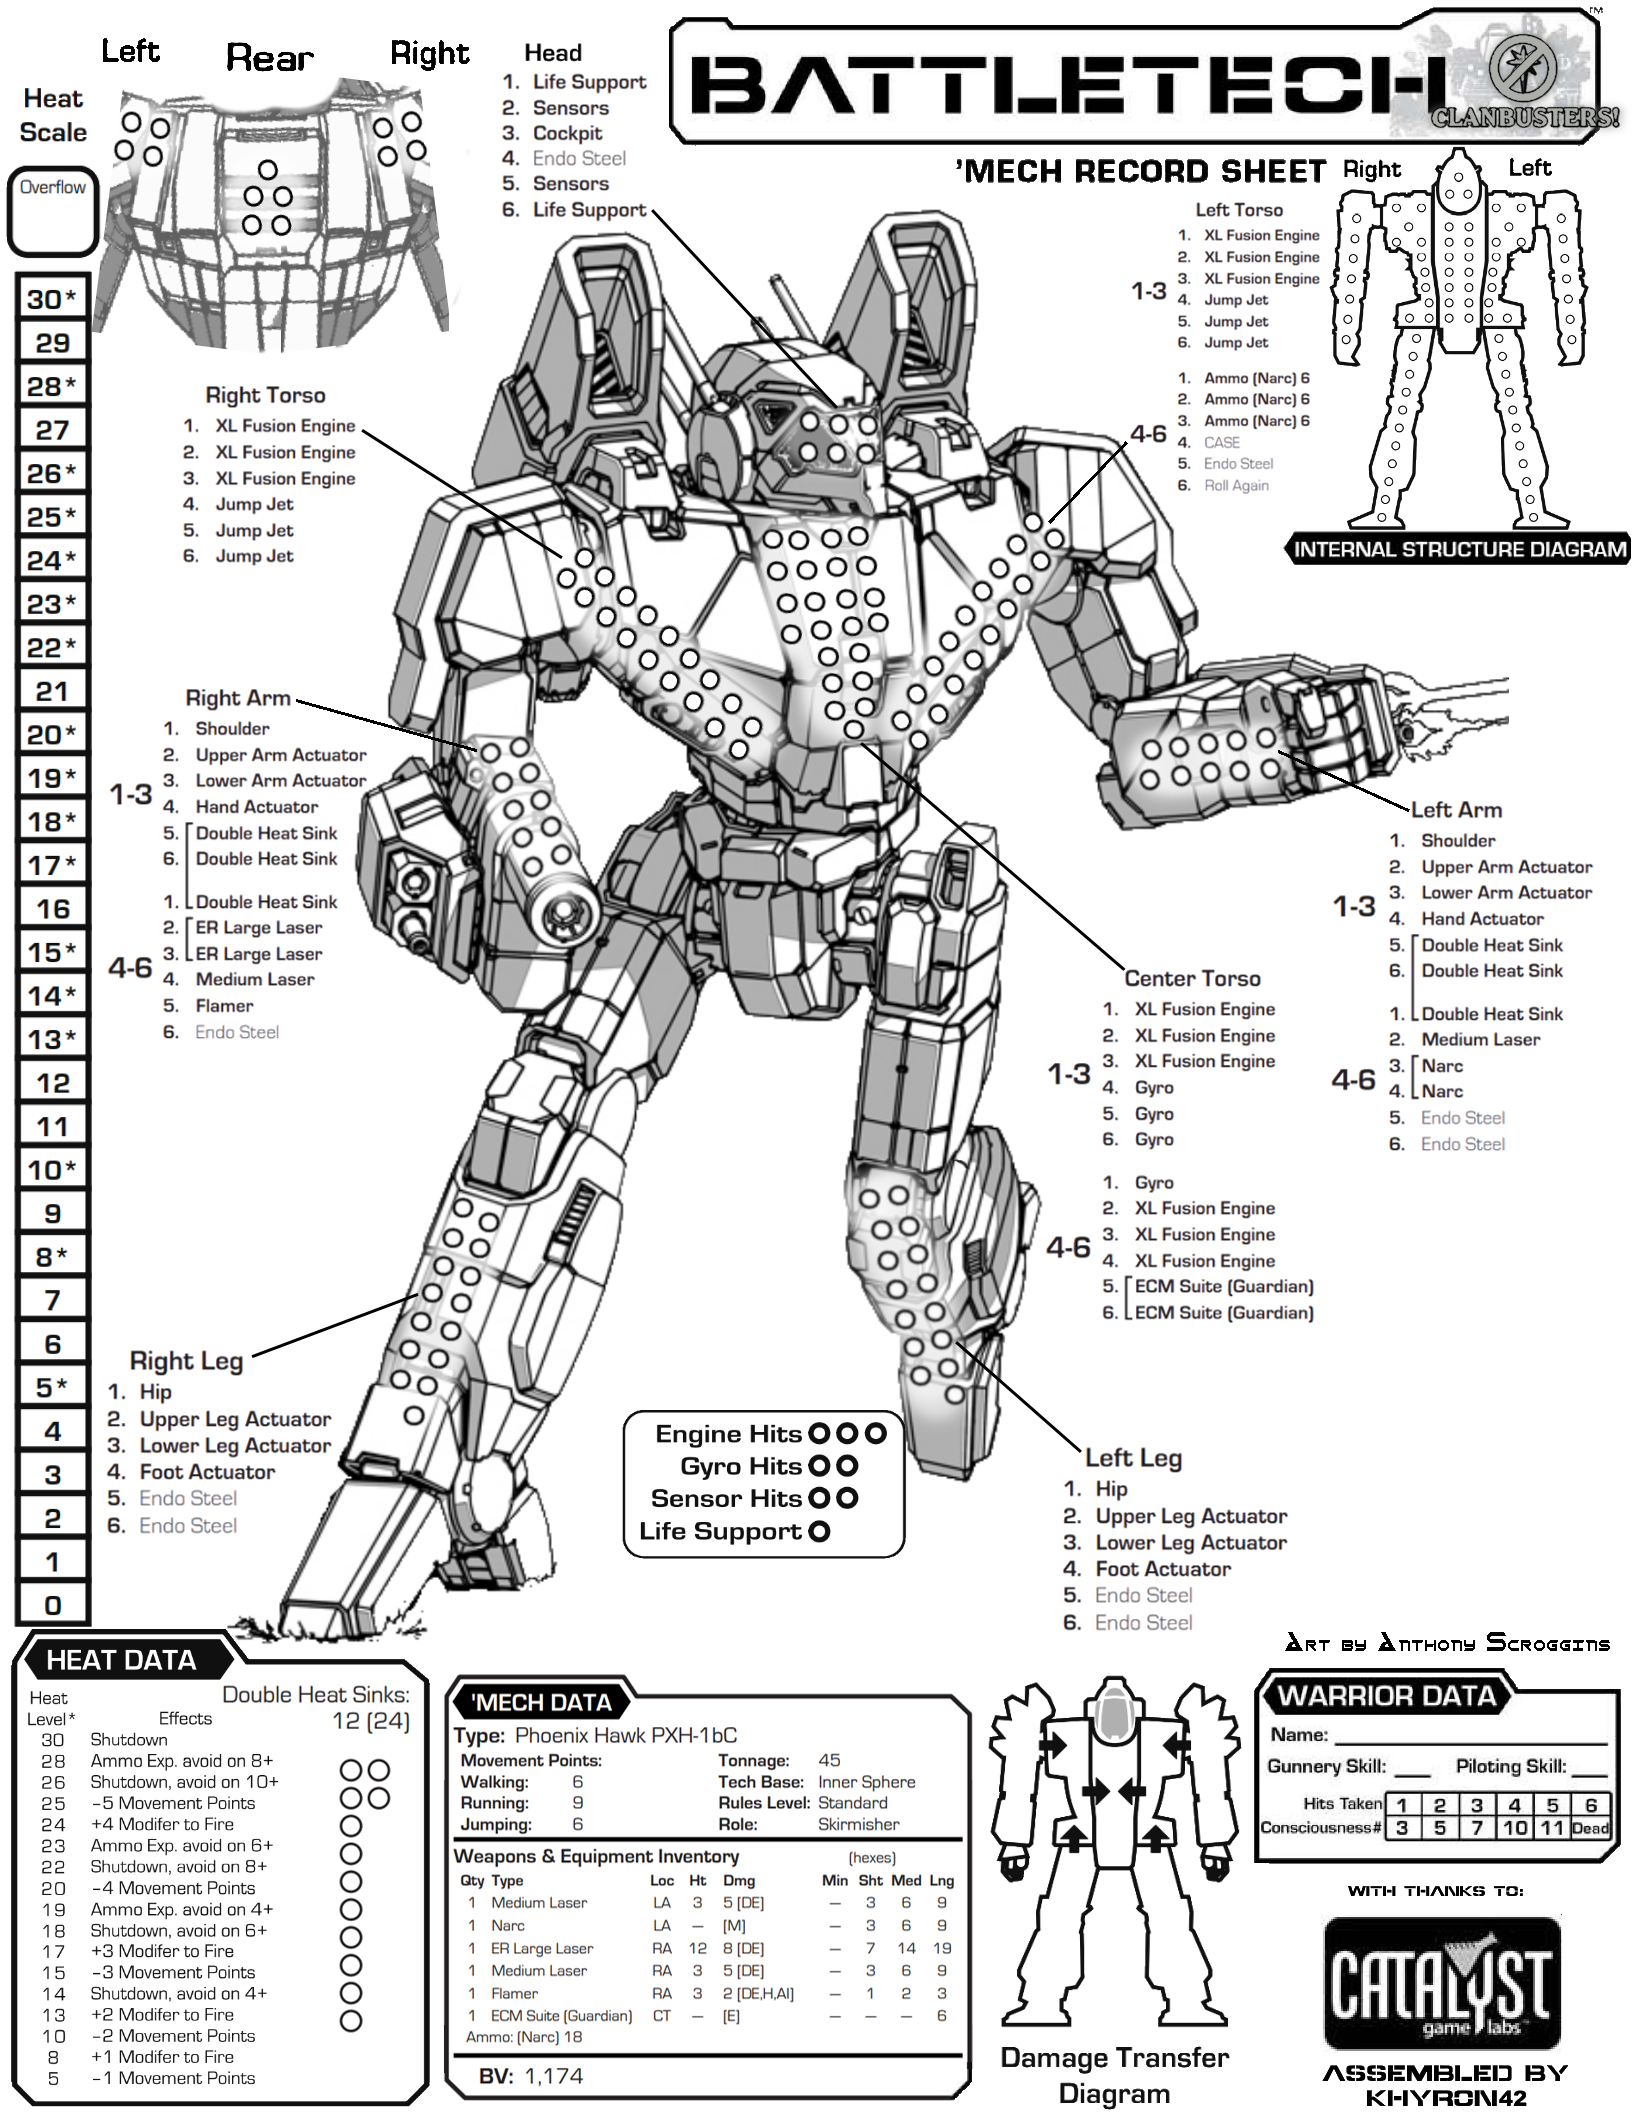 BATTLETECH
™
CLANBUSTERS!
'MECH RECORD SHEET
Left Rear Right
Heat
Scale
Overflow
30*
29
28*
27
26*
25*
24*
23*
22*
21
20*
19*
18*
17*
16
15*
14*
13*
12
11
10*
9
8*
7
6
5*
4
3
2
1
0
Head
1. Life Support
2. Sensors
3. Cockpit
4. Endo Steel
5. Sensors
6. Life Support
Right Left
INTERNAL STRUCTURE DIAGRAM
Left Torso
1-3
1. XL Fusion Engine
2. XL Fusion Engine
3. XL Fusion Engine
4. Jump Jet
5. Jump Jet
6. Jump Jet
4-6
1. Ammo (Narc) 6
2. Ammo (Narc) 6
3. Ammo (Narc) 6
4. CASE
5. Endo Steel
6. Roll Again
Right Torso
1. XL Fusion Engine
2. XL Fusion Engine
3. XL Fusion Engine
4. Jump Jet
5. Jump Jet
6. Jump Jet
Right Arm
1-3
1. Shoulder
2. Upper Arm Actuator
3. Lower Arm Actuator
4. Hand Actuator
5. Double Heat Sink
6. Double Heat Sink
4-6
1. Double Heat Sink
2. ER Large Laser
3. ER Large Laser
4. Medium Laser
5. Flamer
6. Endo Steel
Left Arm
1-3
1. Shoulder
2. Upper Arm Actuator
3. Lower Arm Actuator
4. Hand Actuator
5. Double Heat Sink
6. Double Heat Sink
4-6
1. Double Heat Sink
2. Medium Laser
3. Narc
4. Narc
5. Endo Steel
6. Endo Steel
Center Torso
1-3
1. XL Fusion Engine
2. XL Fusion Engine
3. XL Fusion Engine
4. Gyro
5. Gyro
6. Gyro
4-6
1. Gyro
2. XL Fusion Engine
3. XL Fusion Engine
4. XL Fusion Engine
5. ECM Suite (Guardian)
6. ECM Suite (Guardian)
Right Leg
1. Hip
2. Upper Leg Actuator
3. Lower Leg Actuator
4. Foot Actuator
5. Endo Steel
6. Endo Steel
Engine Hits
Gyro Hits
Sensor Hits
Life Support
Left Leg
1. Hip
2. Upper Leg Actuator
3. Lower Leg Actuator
4. Foot Actuator
5. Endo Steel
6. Endo Steel
Art by Anthony Scroggins
HEAT DATA
Double Heat Sinks:
12 (24)
Heat
Level* Effects
30 Shutdown
28 Ammo Exp. avoid on 8+
26 Shutdown, avoid on 10+
25 -5 Movement Points
24 +4 Modifer to Fire
23 Ammo Exp. avoid on 6+
22 Shutdown, avoid on 8+
20 -4 Movement Points
19 Ammo Exp. avoid on 4+
18 Shutdown, avoid on 6+
17 +3 Modifer to Fire
15 -3 Movement Points
14 Shutdown, avoid on 4+
13 +2 Modifer to Fire
10 -2 Movement Points
8 +1 Modifer to Fire
5 -1 Movement Points
'MECH DATA
Type: Phoenix Hawk PXH-1bC
Movement Points: Tonnage: 45
Walking: 6 Tech Base: Inner Sphere
Running: 9 Rules Level: Standard
Jumping: 6 Role: Skirmisher
Weapons & Equipment Inventory (hexes)
Qty Type Loc Ht Dmg Min Sht Med Lng
1 Medium Laser LA 3 5 [DE] — 3 6 9
1 Narc LA — [M] — 3 6 9
1 ER Large Laser RA 12 8 [DE] — 7 14 19
1 Medium Laser RA 3 5 [DE] — 3 6 9
1 Flamer RA 3 2 [DE,H,AI] — 1 2 3
1 ECM Suite (Guardian) CT — [E] — — — 6
Ammo: (Narc) 18
BV: 1,174
Damage Transfer
Diagram
WARRIOR DATA
Name:
Gunnery Skill: Piloting Skill:
Hits Taken 1 2 3 4 5 6
Consciousness# 3 5 7 10 11 Dead
WITH THANKS TO:
CATALYST
game labs
ASSEMBLED BY
KHYRON42